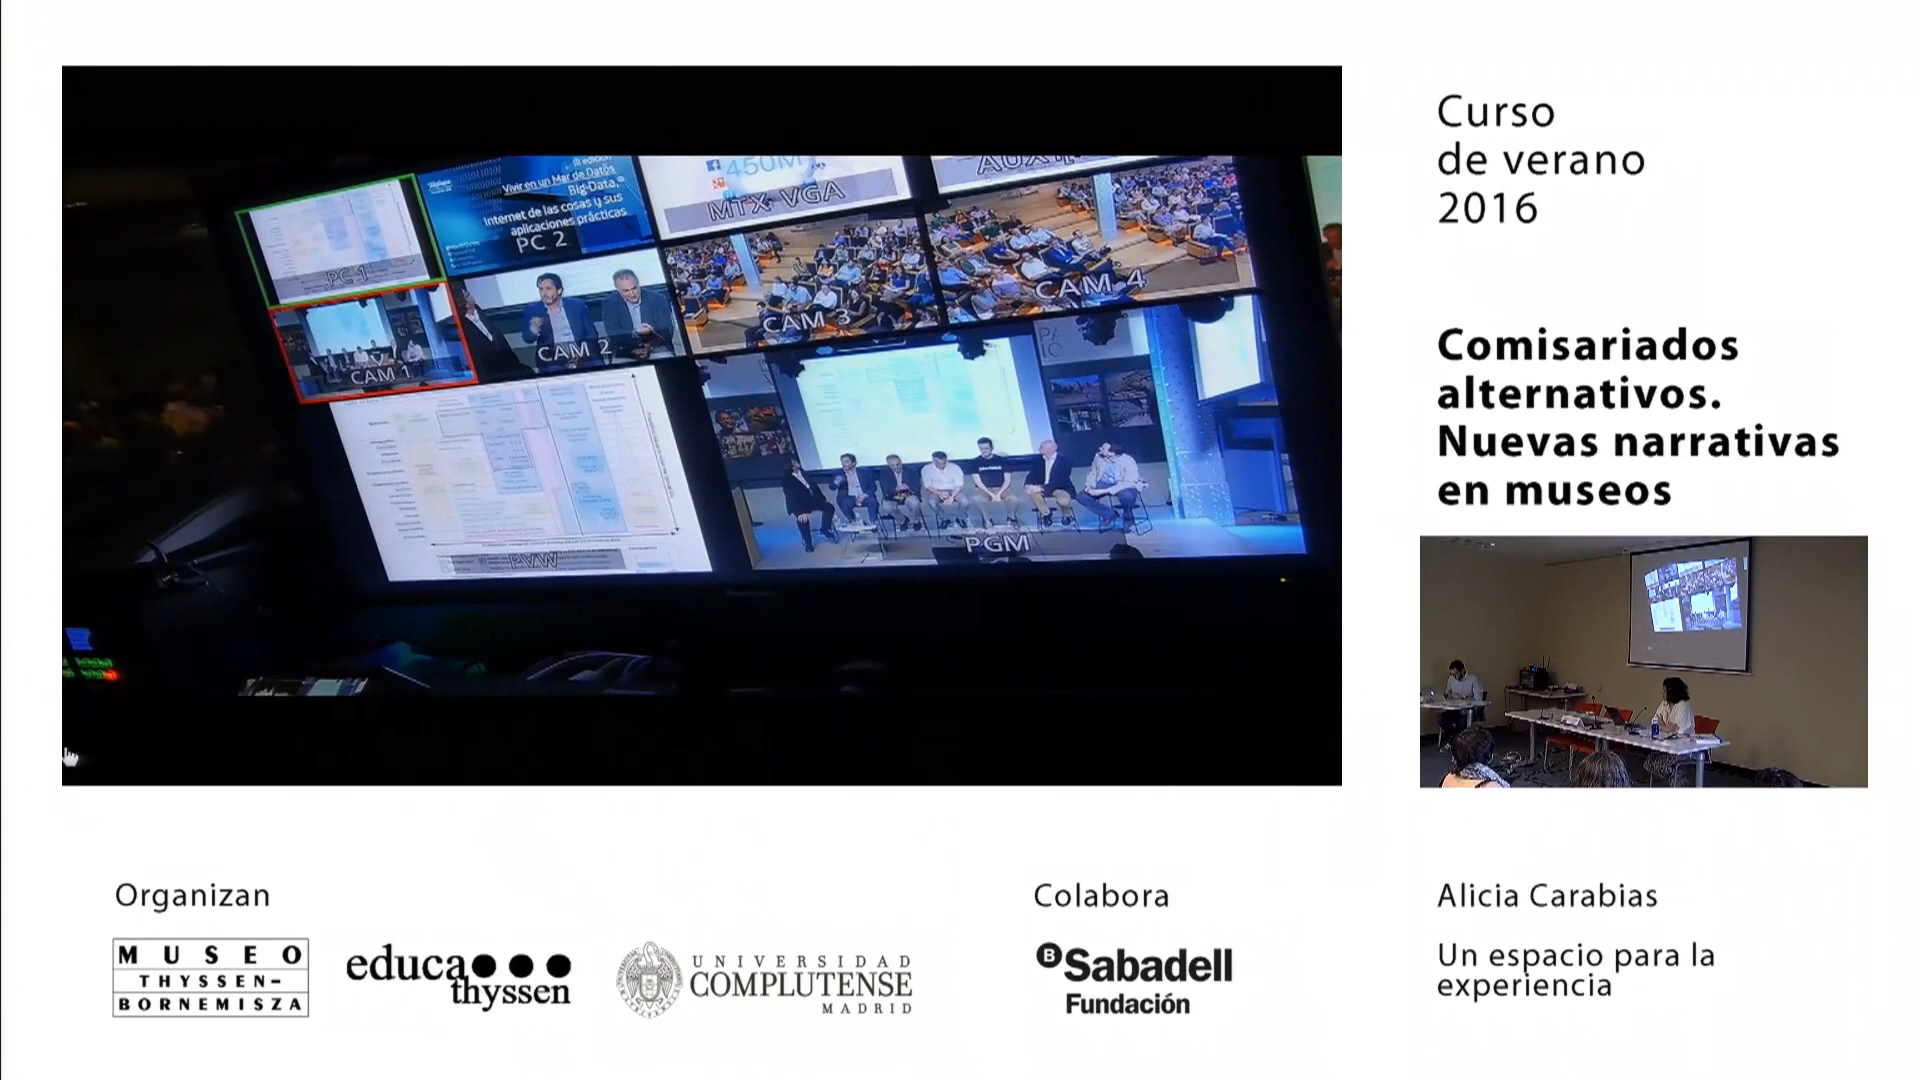 Curso
de verano
2016
Comisariados
alternativos.
Nuevas narrativas
en museos
III edición
Vivir en un Mar de Datos
Big-Data,
Internet de las cosas y sus
aplicaciones prácticas
PC 1
PC 2
450M
MTX VGA
CAM 1
CAM 2
CAM 3
CAM 4
PVW
PGM
Organizan
MUSEO
THYSSEN-
BORNEMISZA
educa
thyssen
UNIVERSIDAD
COMPLUTENSE
MADRID
Colabora
B Sabadell
Fundación
Alicia Carabias
Un espacio para la
experiencia